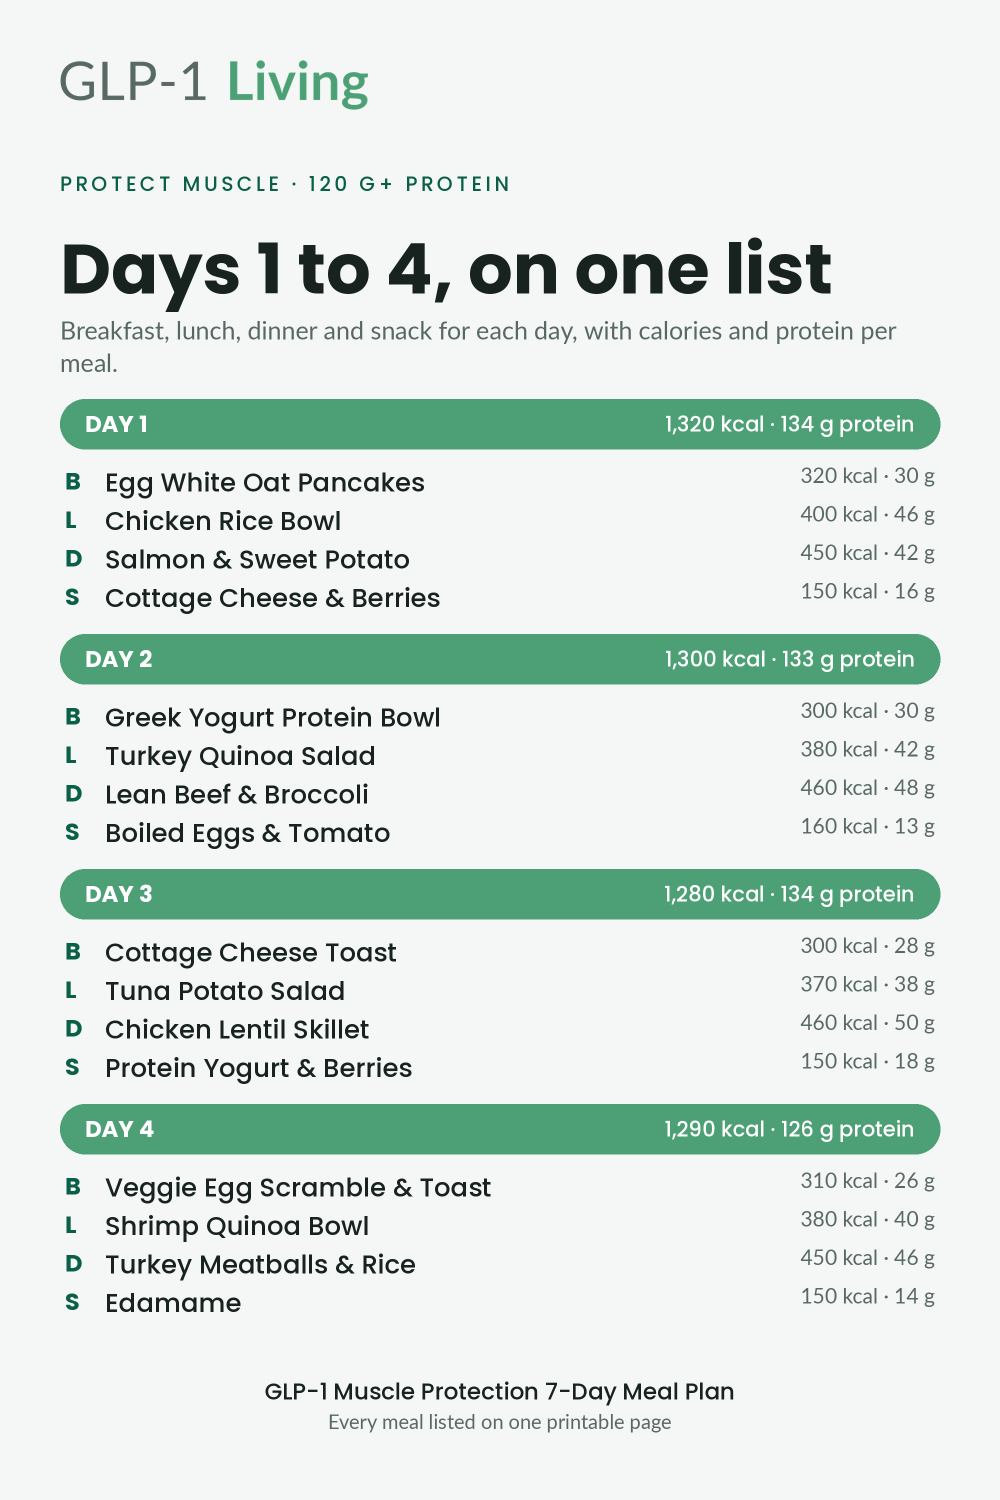 GLP-1 Living
PROTECT MUSCLE · 120 G+ PROTEIN
Days 1 to 4, on one list
Breakfast, lunch, dinner and snack for each day, with calories and protein per
meal.
DAY 1 1,320 kcal · 134 g protein
B Egg White Oat Pancakes 320 kcal · 30 g
L Chicken Rice Bowl 400 kcal · 46 g
D Salmon & Sweet Potato 450 kcal · 42 g
S Cottage Cheese & Berries 150 kcal · 16 g
DAY 2 1,300 kcal · 133 g protein
B Greek Yogurt Protein Bowl 300 kcal · 30 g
L Turkey Quinoa Salad 380 kcal · 42 g
D Lean Beef & Broccoli 460 kcal · 48 g
S Boiled Eggs & Tomato 160 kcal · 13 g
DAY 3 1,280 kcal · 134 g protein
B Cottage Cheese Toast 300 kcal · 28 g
L Tuna Potato Salad 370 kcal · 38 g
D Chicken Lentil Skillet 460 kcal · 50 g
S Protein Yogurt & Berries 150 kcal · 18 g
DAY 4 1,290 kcal · 126 g protein
B Veggie Egg Scramble & Toast 310 kcal · 26 g
L Shrimp Quinoa Bowl 380 kcal · 40 g
D Turkey Meatballs & Rice 450 kcal · 46 g
S Edamame 150 kcal · 14 g
GLP-1 Muscle Protection 7-Day Meal Plan
Every meal listed on one printable page